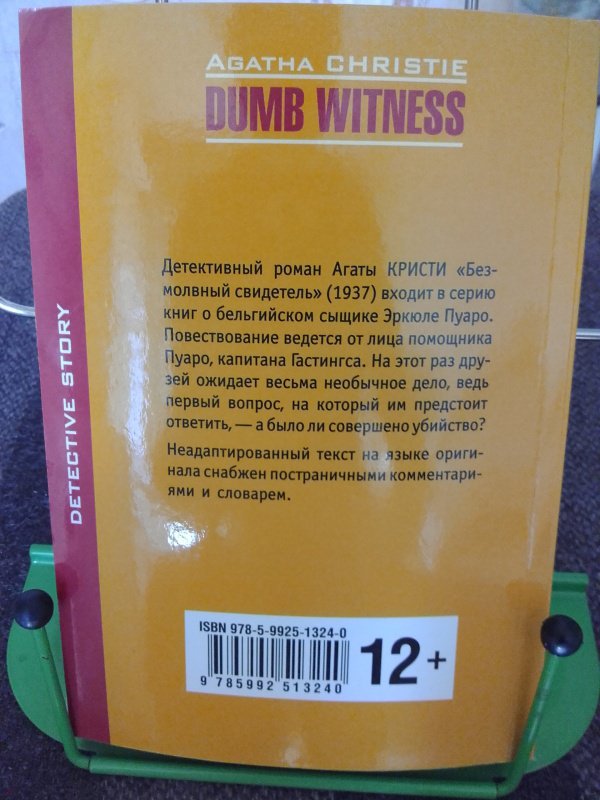 AGATHA CHRISTIE
DUMB WITNESS
Детективный роман Агаты КРИСТИ «Без-
молвный свидетель» (1937) входит в серию
книг о бельгийском сыщике Эркюле Пуаро.
Повествование ведется от лица помощника
Пуаро, капитана Гастингса. На этот раз дру-
зей ожидает весьма необычное дело, ведь
первый вопрос, на который им предстоит
ответить, — а было ли совершено убийство?
Неадаптированный текст на языке ориги-
нала снабжен постраничными комментари-
ями и словарем.
DETECTIVE STORY
ISBN 978-5-9925-1324-0
9 785992 513240
12+